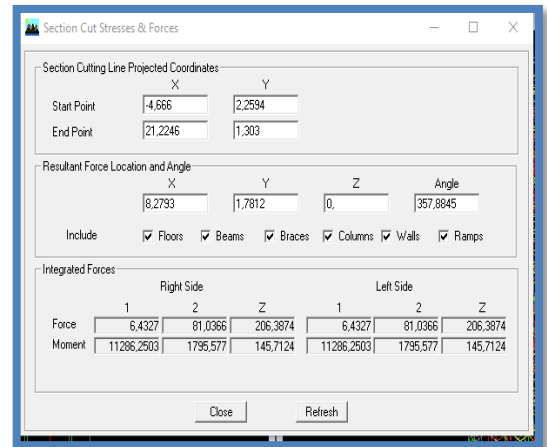 Section Cut Stresses & Forces
Section Cutting Line Projected Coordinates
X Y
Start Point -4,666 2,2594
End Point 21,2246 1,303
Resultant Force Location and Angle
X Y Z Angle
8,2793 1,7812 0, 357,8845
Include Floors Beams Braces Columns Walls Ramps
Integrated Forces
Right Side Left Side
1 2 Z 1 2 Z
Force 6,4327 81,0366 206,3874 6,4327 81,0366 206,3874
Moment 11286,2503 1795,577 145,7124 11286,2503 1795,577 145,7124
Close Refresh